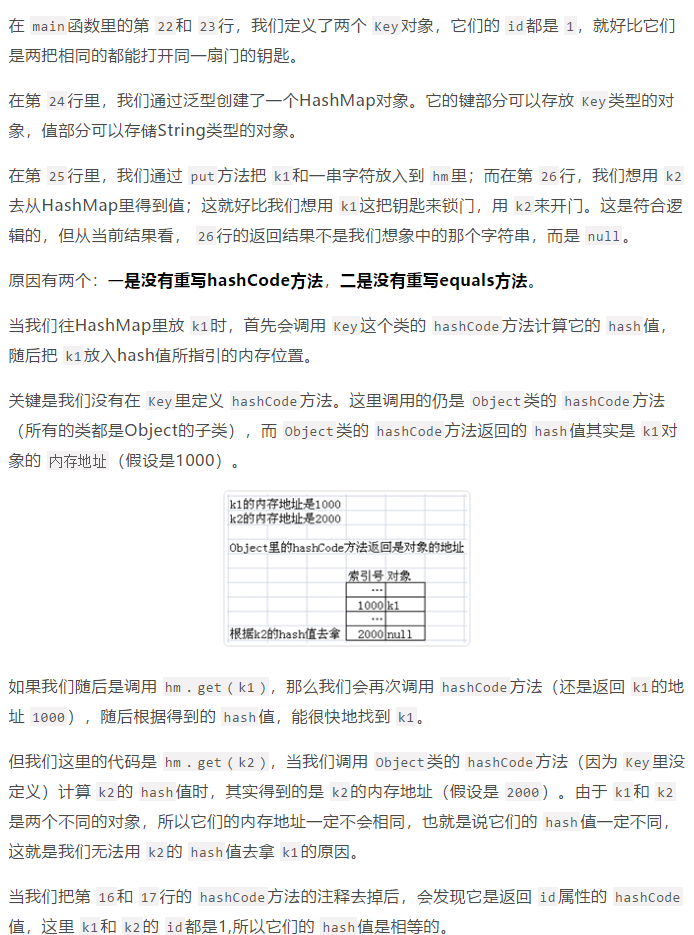 在 main函数里的第 22和 23行，我们定义了两个 Key对象，它们的 id都是 1，就好比它们
是两把相同的都能打开同一扇门的钥匙。
在第 24行里，我们通过泛型创建了一个HashMap对象。它的键部分可以存放 Key类型的对
象，值部分可以存储String类型的对象。
在第 25行里，我们通过 put方法把 k1和一串字符放入到 hm里；而在第 26行，我们想用 k2
去从HashMap里得到值；这就好比我们想用 k1这把钥匙来锁门，用 k2来开门。这是符合逻
辑的，但从当前结果看， 26行的返回结果不是我们想象中的那个字符串，而是 null。
原因有两个：一是没有重写hashCode方法，二是没有重写equals方法。
当我们往HashMap里放 k1时，首先会调用 Key这个类的 hashCode方法计算它的 hash值，
随后把 k1放入hash值所指引的内存位置。
关键是我们没有在 Key里定义 hashCode方法。这里调用的仍是 Object类的 hashCode方法
（所有的类都是Object的子类），而 Object类的 hashCode方法返回的 hash值其实是 k1对
象的 内存地址（假设是1000）。
k1的内存地址是1000
k2的内存地址是2000
Object里的hashCode方法返回是对象的地址
索引号 对象
…
1000 k1
…
根据k2的hash值去拿 2000 null
如果我们随后是调用 hm.get(k1)，那么我们会再次调用 hashCode方法（还是返回 k1的地
址 1000），随后根据得到的 hash值，能很快地找到 k1。
但我们这里的代码是 hm.get(k2)，当我们调用 Object类的 hashCode方法（因为 Key里没
定义）计算 k2的 hash值时，其实得到的是 k2的内存地址（假设是 2000）。由于 k1和 k2
是两个不同的对象，所以它们的内存地址一定不会相同，也就是说它们的 hash值一定不同，
这就是我们无法用 k2的 hash值去拿 k1的原因。
当我们把第 16和 17行的 hashCode方法的注释去掉后，会发现它是返回 id属性的 hashCode
值，这里 k1和 k2的 id都是1,所以它们的 hash值是相等的。